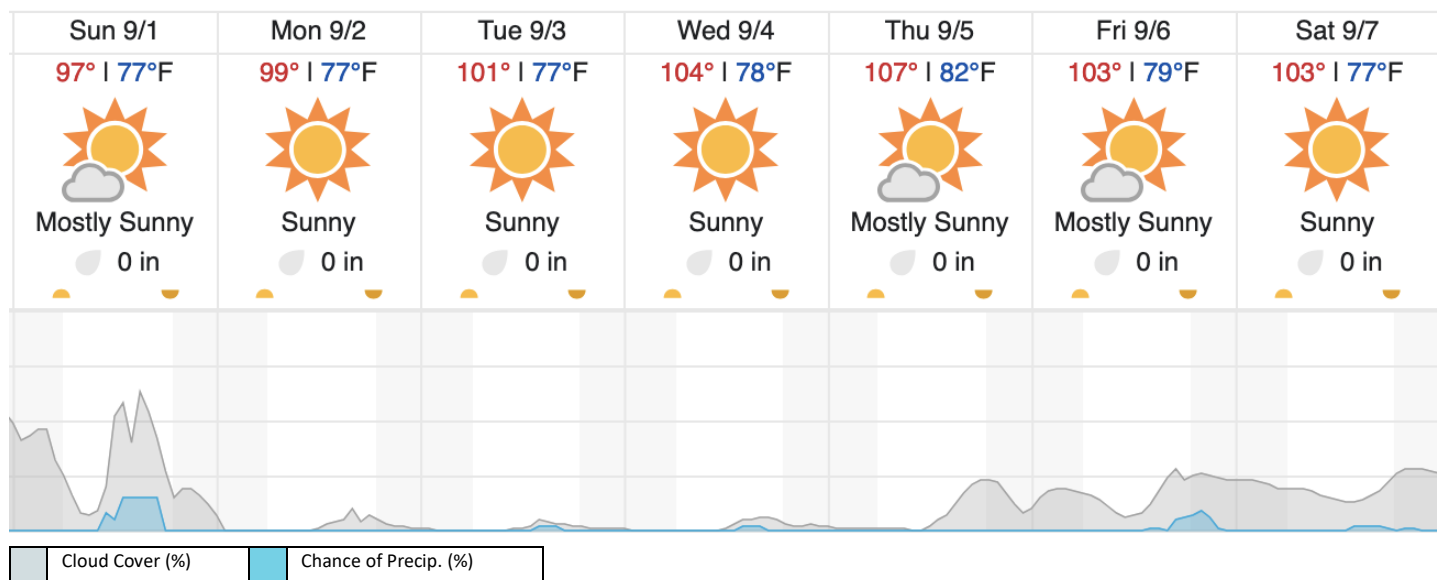 Sun 9/1 Mon 9/2 Tue 9/3 Wed 9/4 Thu 9/5 Fri 9/6 Sat 9/7
97° | 77°F 99° | 77°F 101° | 77°F 104° | 78°F 107° | 82°F 103° | 79°F 103° | 77°F
Mostly Sunny Sunny Sunny Sunny Mostly Sunny Mostly Sunny Sunny
0 in 0 in 0 in 0 in 0 in 0 in 0 in
Cloud Cover (%) Chance of Precip. (%)